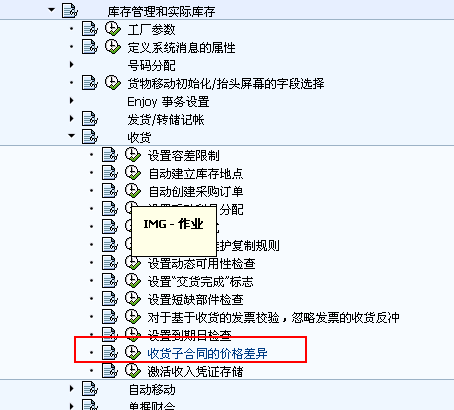 库存管理和实际库存
工厂参数
定义系统消息的属性
号码分配
货物移动初始化/抬头屏幕的字段选择
Enjoy 事务设置
发货/转储记帐
收货
设置容差限制
自动建立库存地点
自动创建采购订单
分配
IMG - 作业
护复制规则
设置动态可用性检查
设置“交货完成”标志
设置短缺部件检查
对于基于收货的发票校验，忽略发票的收货反冲
设置到期日检查
收货子合同的价格差异
激活收入凭证存储
自动移动